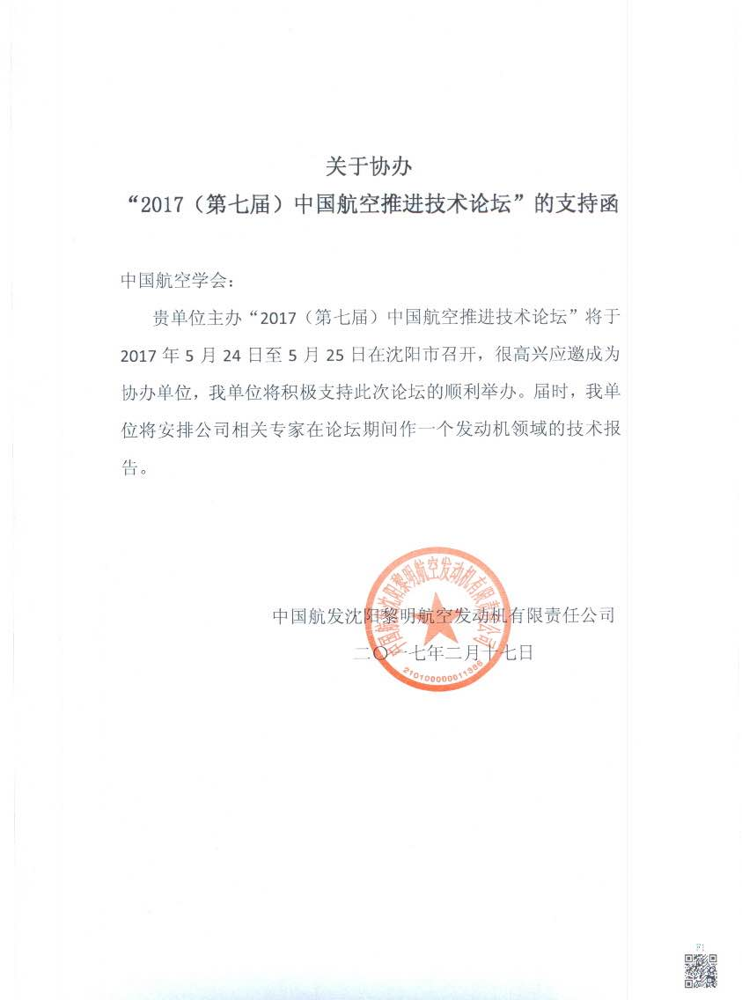 关于协办
“2017（第七届）中国航空推进技术论坛”的支持函
中国航空学会：
贵单位主办“2017（第七届）中国航空推进技术论坛”将于
2017 年 5 月 24 日至 5 月 25 日在沈阳市召开，很高兴应邀成为
协办单位，我单位将积极支持此次论坛的顺利举办。届时，我单
位将安排公司相关专家在论坛期间作一个发动机领域的技术报
告。
中国航发沈阳黎明航空发动机有限责任公司
二〇一七年二月十七日
中国航发沈阳黎明航空发动机有限责任公司